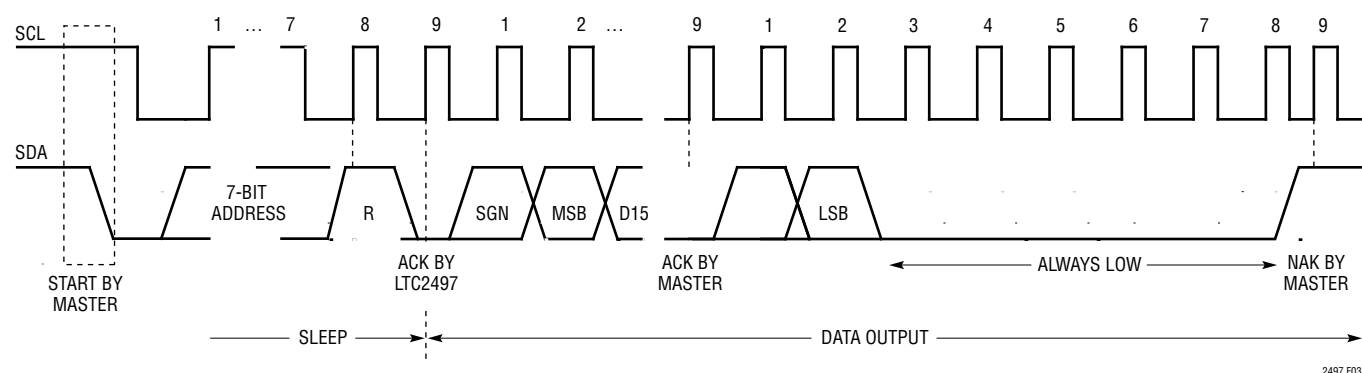 SCL
1 … 7 8 9 1 2 … 9 1 2 3 4 5 6 7 8 9
SDA
7-BIT
ADDRESS
R
SGN
MSB
D15
LSB
START BY
MASTER
ACK BY
LTC2497
ACK BY
MASTER
ALWAYS LOW
NAK BY
MASTER
SLEEP
DATA OUTPUT
2497 F03